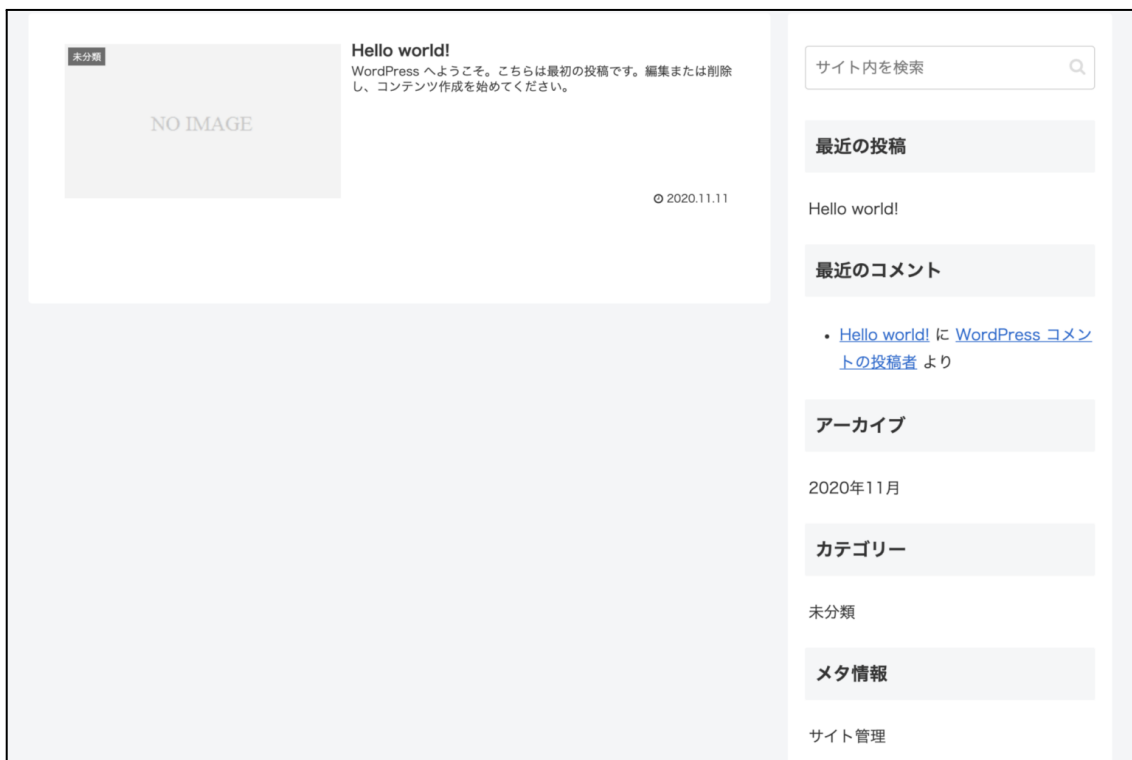 未分類
NO IMAGE
Hello world!
WordPress へようこそ。こちらは最初の投稿です。編集または削除
し、コンテンツ作成を始めてください。
2020.11.11
サイト内を検索
最近の投稿
Hello world!
最近のコメント
Hello world! に WordPress コメン
トの投稿者 より
アーカイブ
2020年11月
カテゴリー
未分類
メタ情報
サイト管理